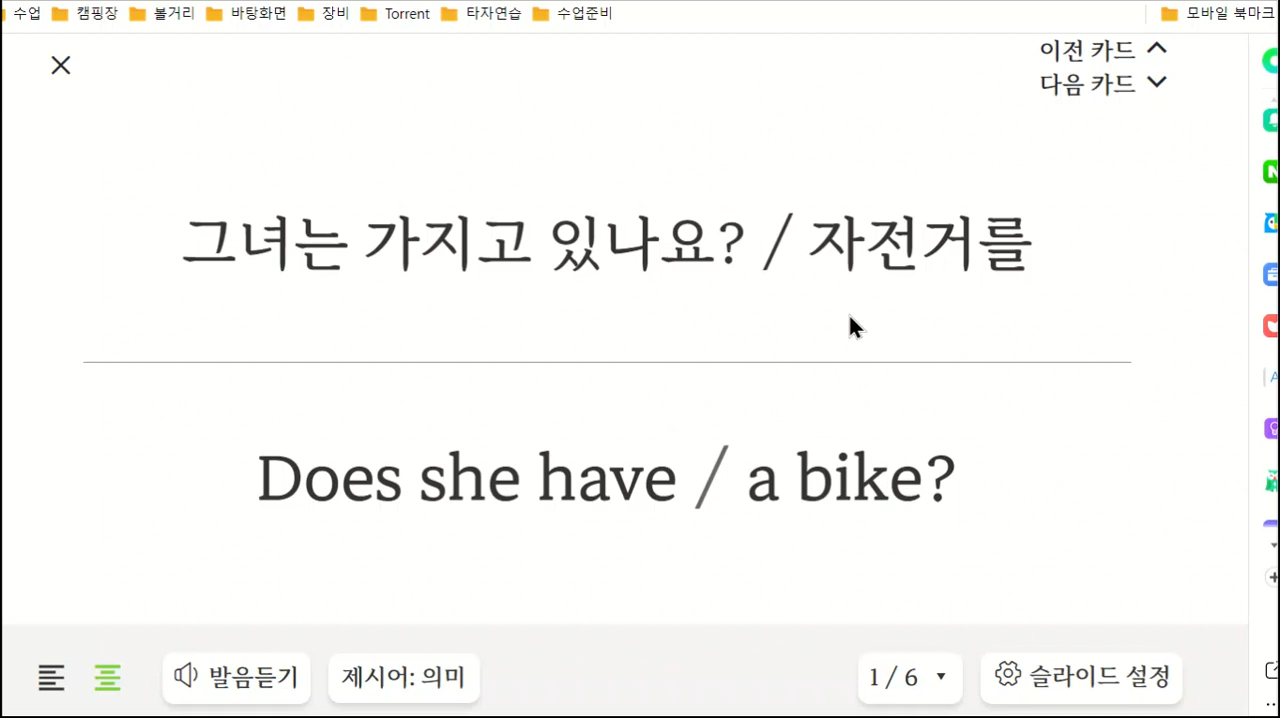 수업 캠핑장 볼거리 바탕화면 장비 Torrent 타자연습 수업준비 모바일 북마크
이전 카드
다음 카드
그녀는 가지고 있나요? / 자전거를
Does she have / a bike?
발음듣기 제시어: 의미 1 / 6 슬라이드 설정